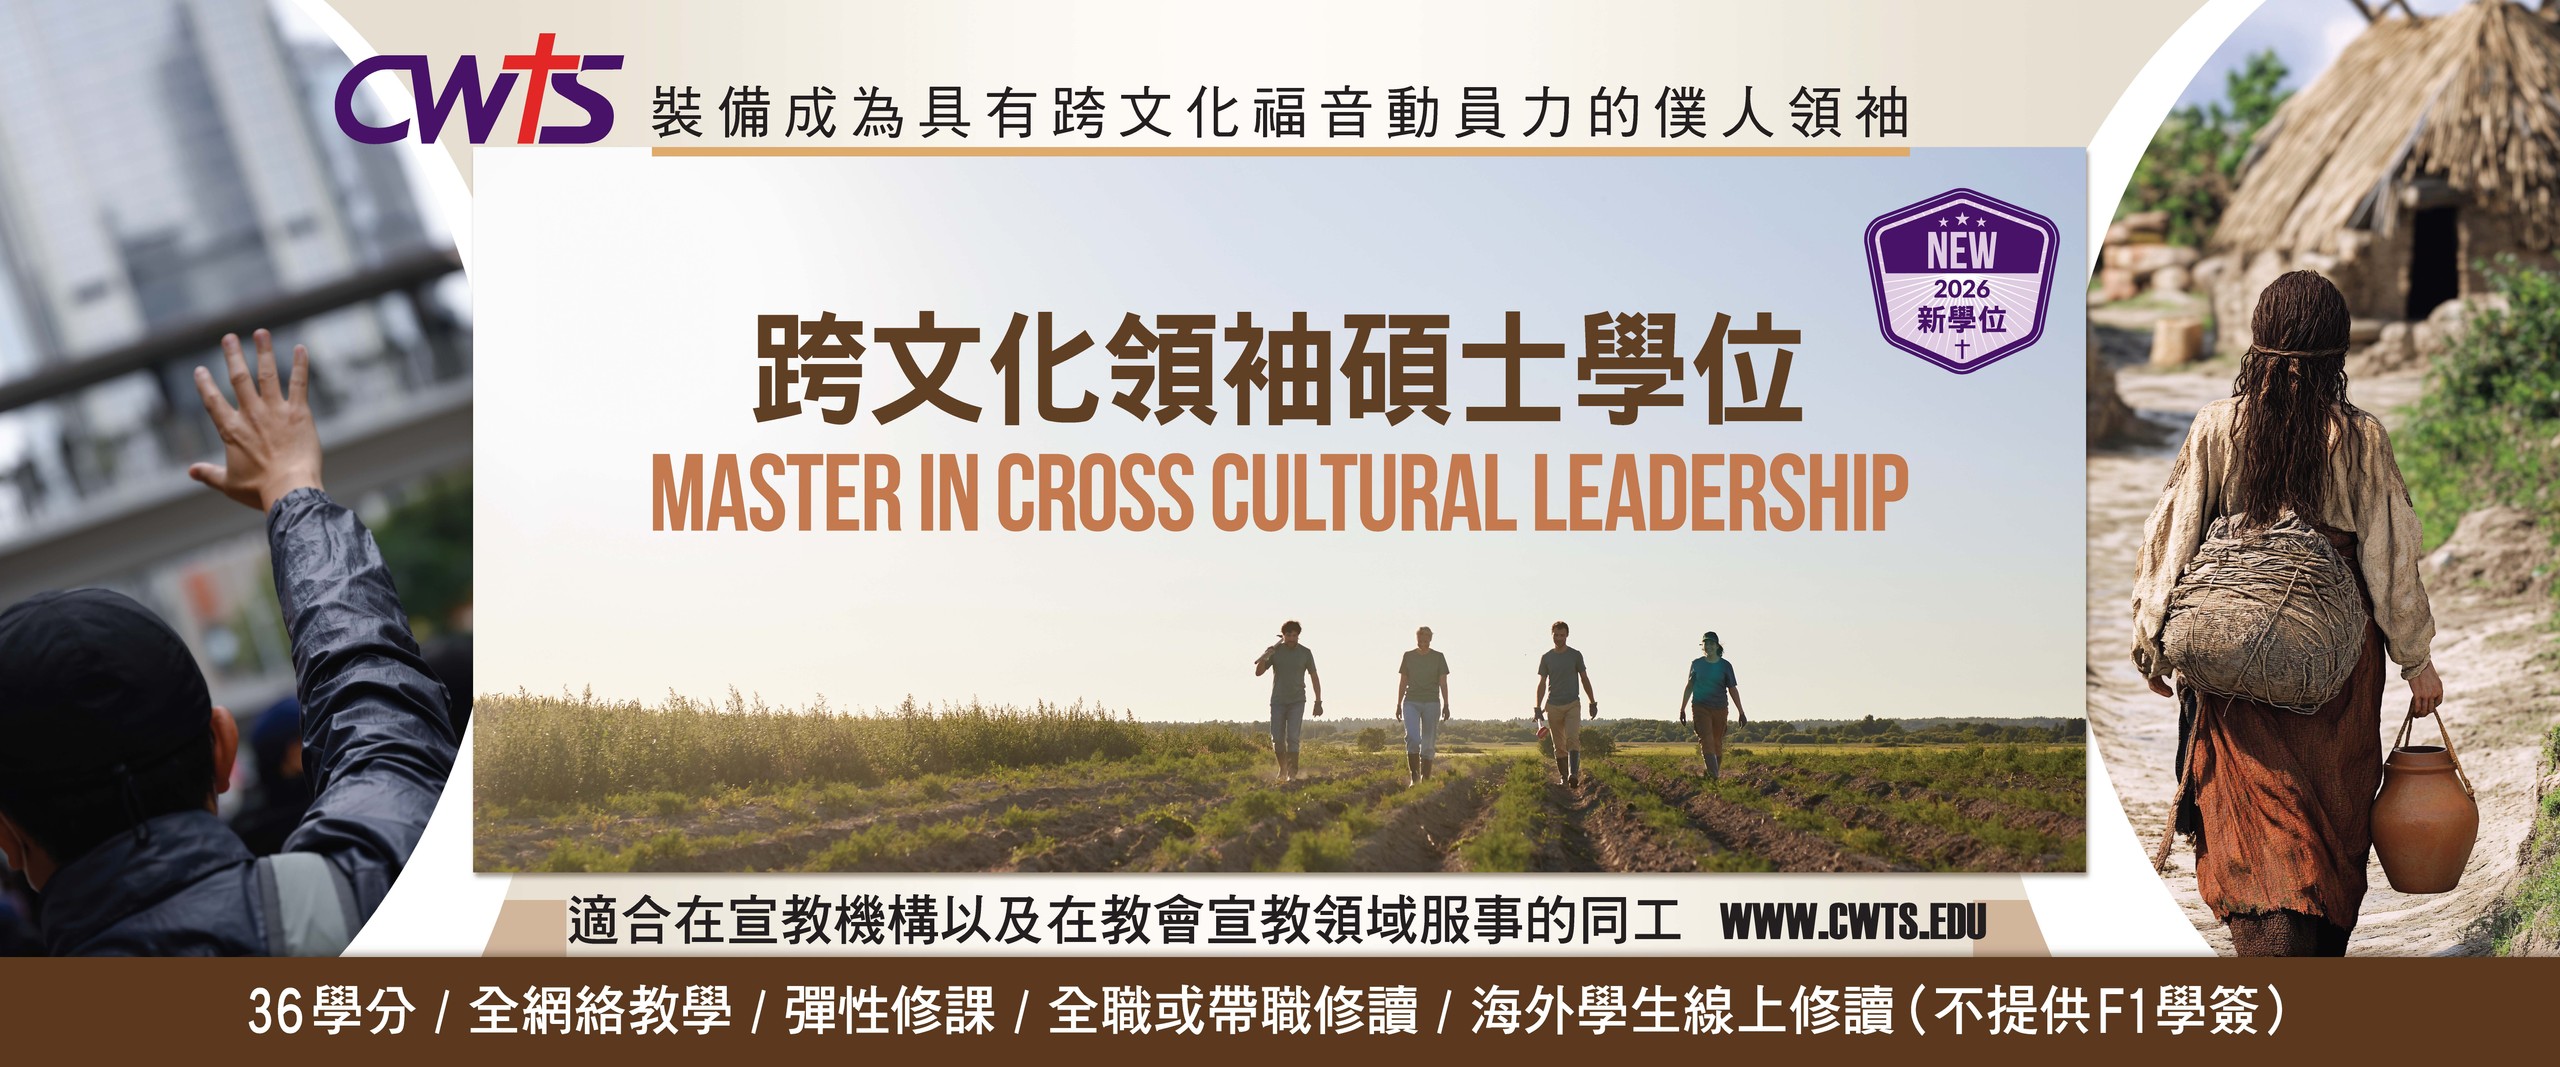 CWTS
裝備成為具有跨文化福音動員力的僕人領袖
NEW
2026
新學位
跨文化領袖碩士學位
MASTER IN CROSS CULTURAL LEADERSHIP
適合在宣教機構以及在教會宣教領域服事的同工 WWW.CWTS.EDU
36學分 / 全網絡教學 / 彈性修課 / 全職或帶職修讀 / 海外學生線上修讀（不提供F1學簽）